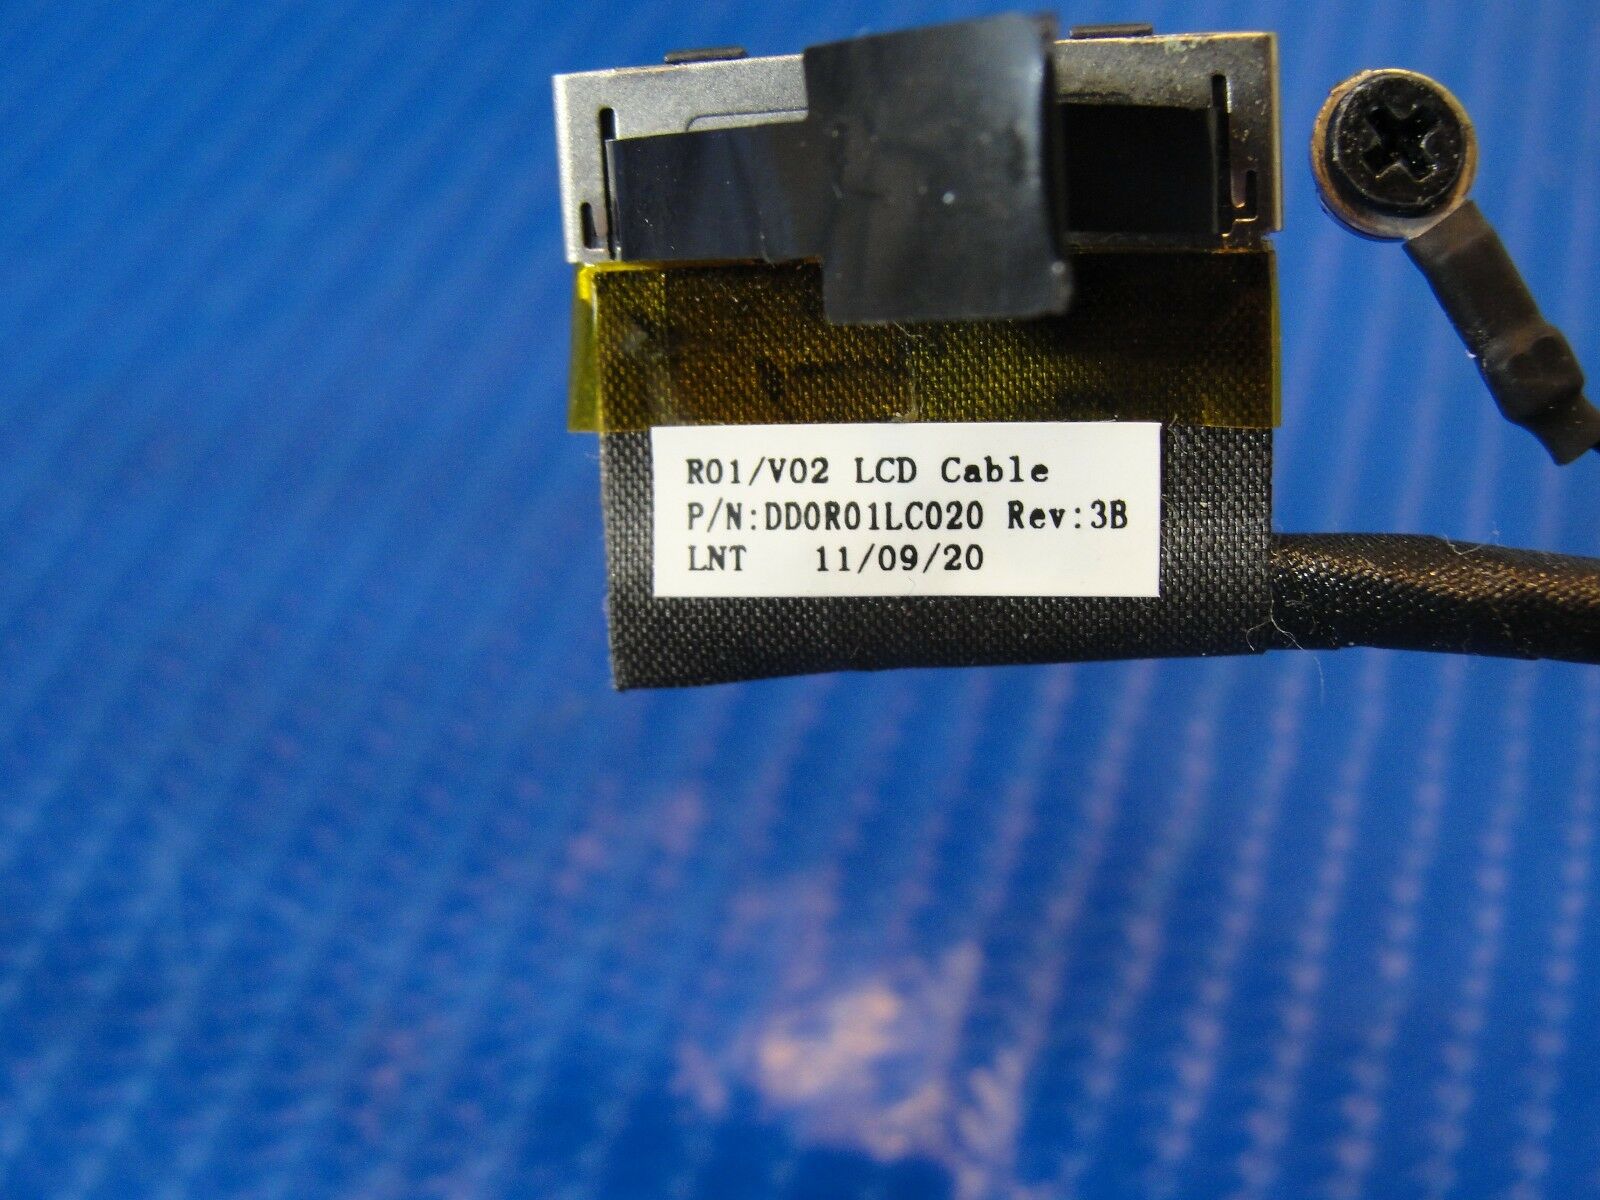 R01/V02 LCD Cable
P/N:DD0R01LC020 Rev:3B
LNT 11/09/20